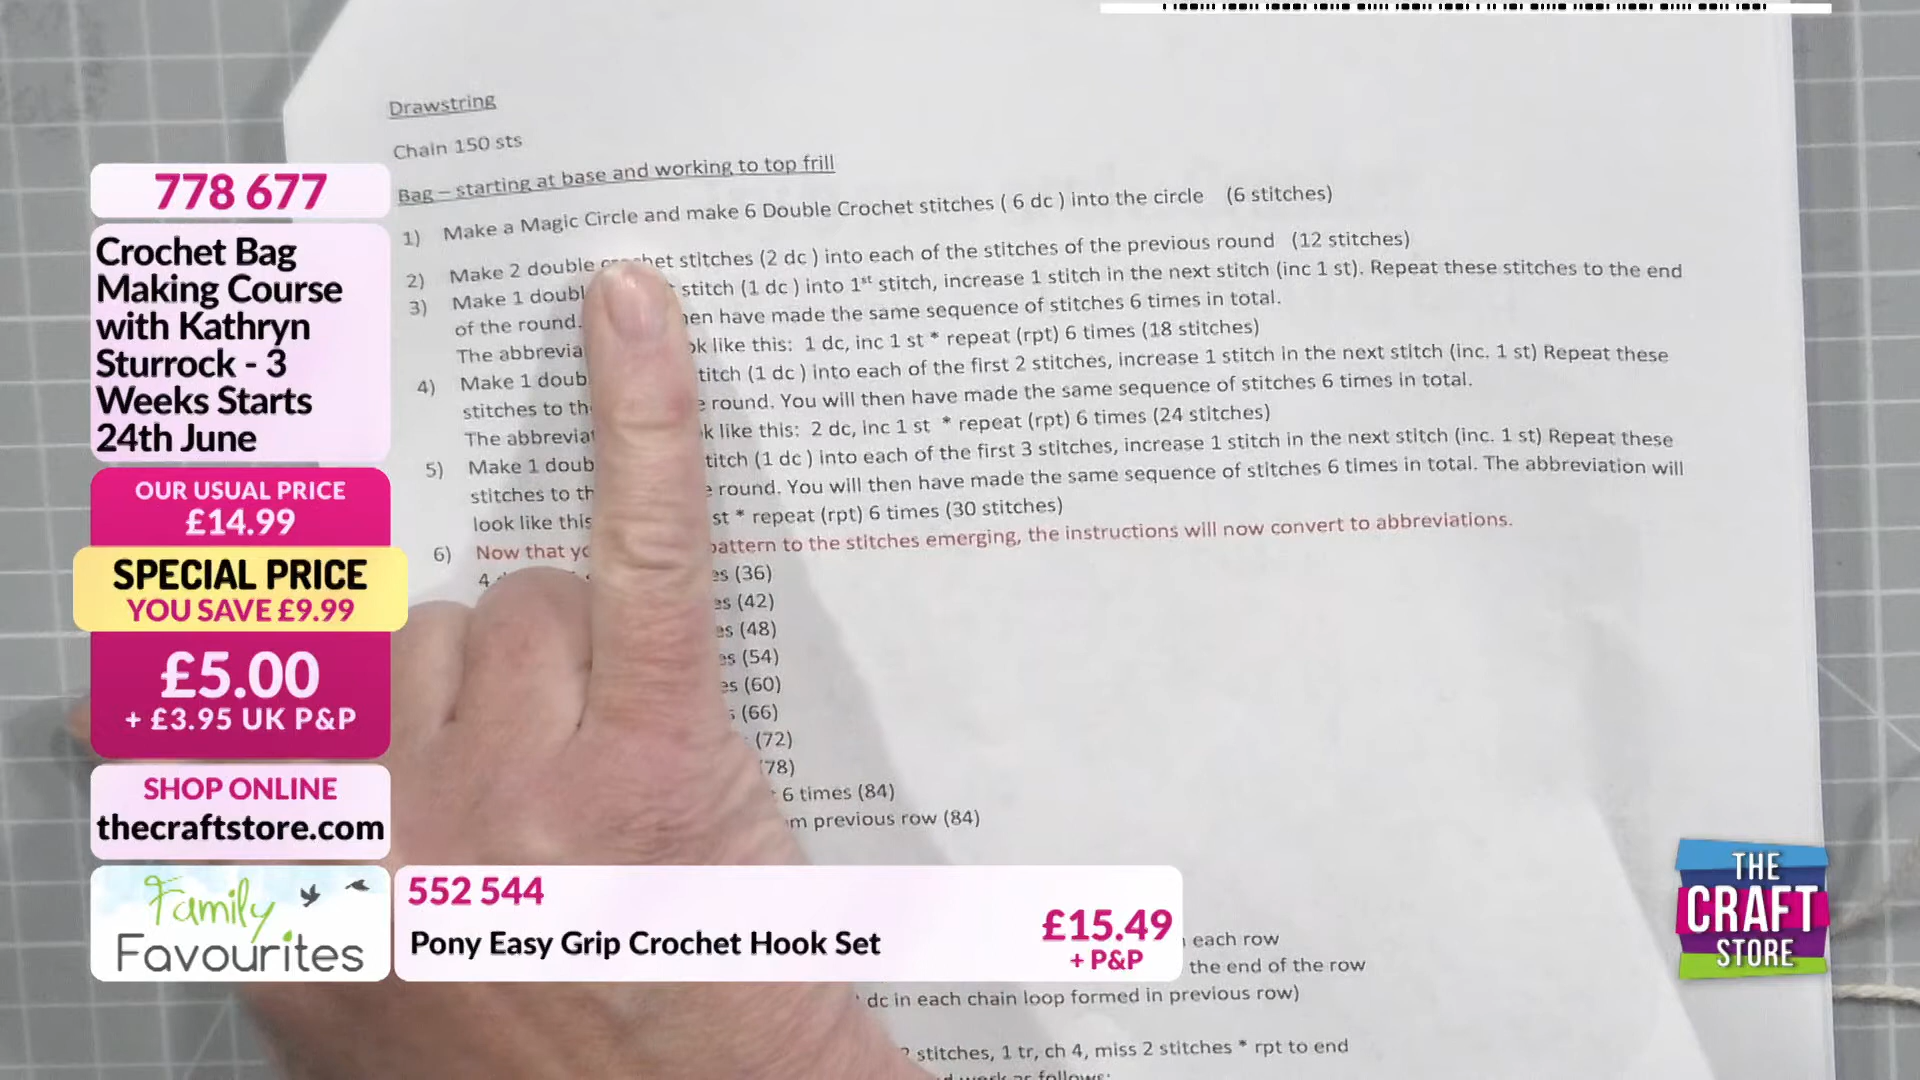 Drawstring
Chain 150 sts
Bag – starting at base and working to top frill
1) Make a Magic Circle and make 6 Double Crochet stitches ( 6 dc ) into the circle (6 stitches)
2) Make 2 double stitches (2 dc ) into each of the stitches of the previous round (12 stitches)
3) Make 1 stitch (1 dc ) into 1st stitch, increase 1 stitch in the next stitch (inc 1 st). Repeat these stitches to the end
of the round. have made the same sequence of stitches 6 times in total.
The like this: 1 dc, inc 1 st * repeat (rpt) 6 times (18 stitches)
4) Make 1 (1 dc ) into each of the first 2 stitches, increase 1 stitch in the next stitch (inc. 1 st) Repeat these
stitches to round. You will then have made the same sequence of stitches 6 times in total.
The like this: 2 dc, inc 1 st * repeat (rpt) 6 times (24 stitches)
5) Make 1 (1 dc ) into each of the first 3 stitches, increase 1 stitch in the next stitch (inc. 1 st) Repeat these
stitches to round. You will then have made the same sequence of stitches 6 times in total. The abbreviation will
look like this st * repeat (rpt) 6 times (30 stitches)
6) Now that pattern to the stitches emerging, the instructions will now convert to abbreviations.
4 (36)
(42)
(48)
(54)
(60)
(66)
(72)
78)
6 times (84)
previous row (84)
each row
the end of the row
dc in each chain loop formed in previous row)
stitches, 1 tr, ch 4, miss 2 stitches * rpt to end
778 677
Crochet Bag
Making Course
with Kathryn
Sturrock - 3
Weeks Starts
24th June
OUR USUAL PRICE
£14.99
SPECIAL PRICE
YOU SAVE £9.99
£5.00
+ £3.95 UK P&P
SHOP ONLINE
thecraftstore.com
Family
Favourites
552 544
Pony Easy Grip Crochet Hook Set
£15.49
+ P&P
THE
CRAFT
STORE